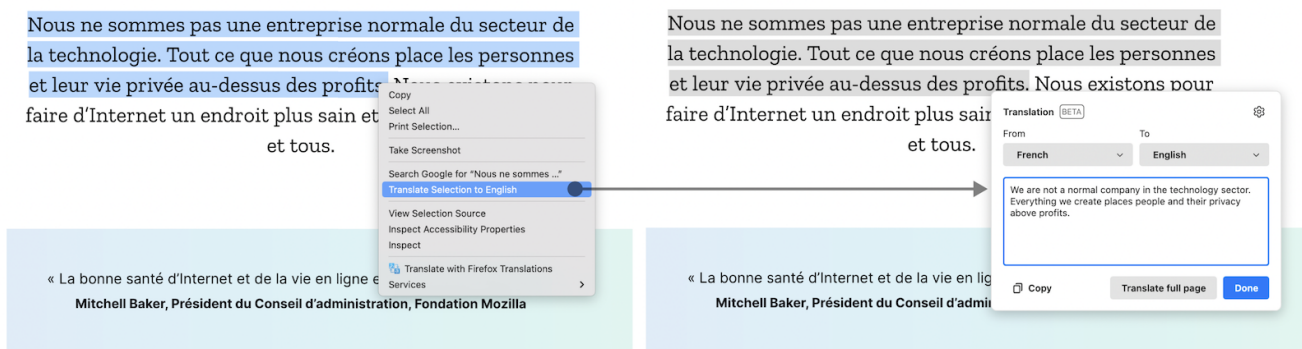 Nous ne sommes pas une entreprise normale du secteur de
la technologie. Tout ce que nous créons place les personnes
et leur vie privée au-dessus des profits.
faire d'Internet un endroit plus sain et
et tous.
Copy
Select All
Print Selection...
Take Screenshot
Search Google for “Nous ne sommes ...”
Translate Selection to English
View Selection Source
Inspect Accessibility Properties
Inspect
Translate with Firefox Translations
Services
« La bonne santé d'Internet et de la vie en ligne
Mitchell Baker, Président du Conseil d'administration, Fondation Mozilla
Nous ne sommes pas une entreprise normale du secteur de
la technologie. Tout ce que nous créons place les personnes
et leur vie privée au-dessus des profits. Nous existons pour
faire d'Internet un endroit plus sain
et tous.
Translation BETA
From
To
French
English
We are not a normal company in the technology sector.
Everything we create places people and their privacy
above profits.
Copy
Translate full page
Done
« La bonne santé d'Internet et de la vie en
Mitchell Baker, Président du Conseil